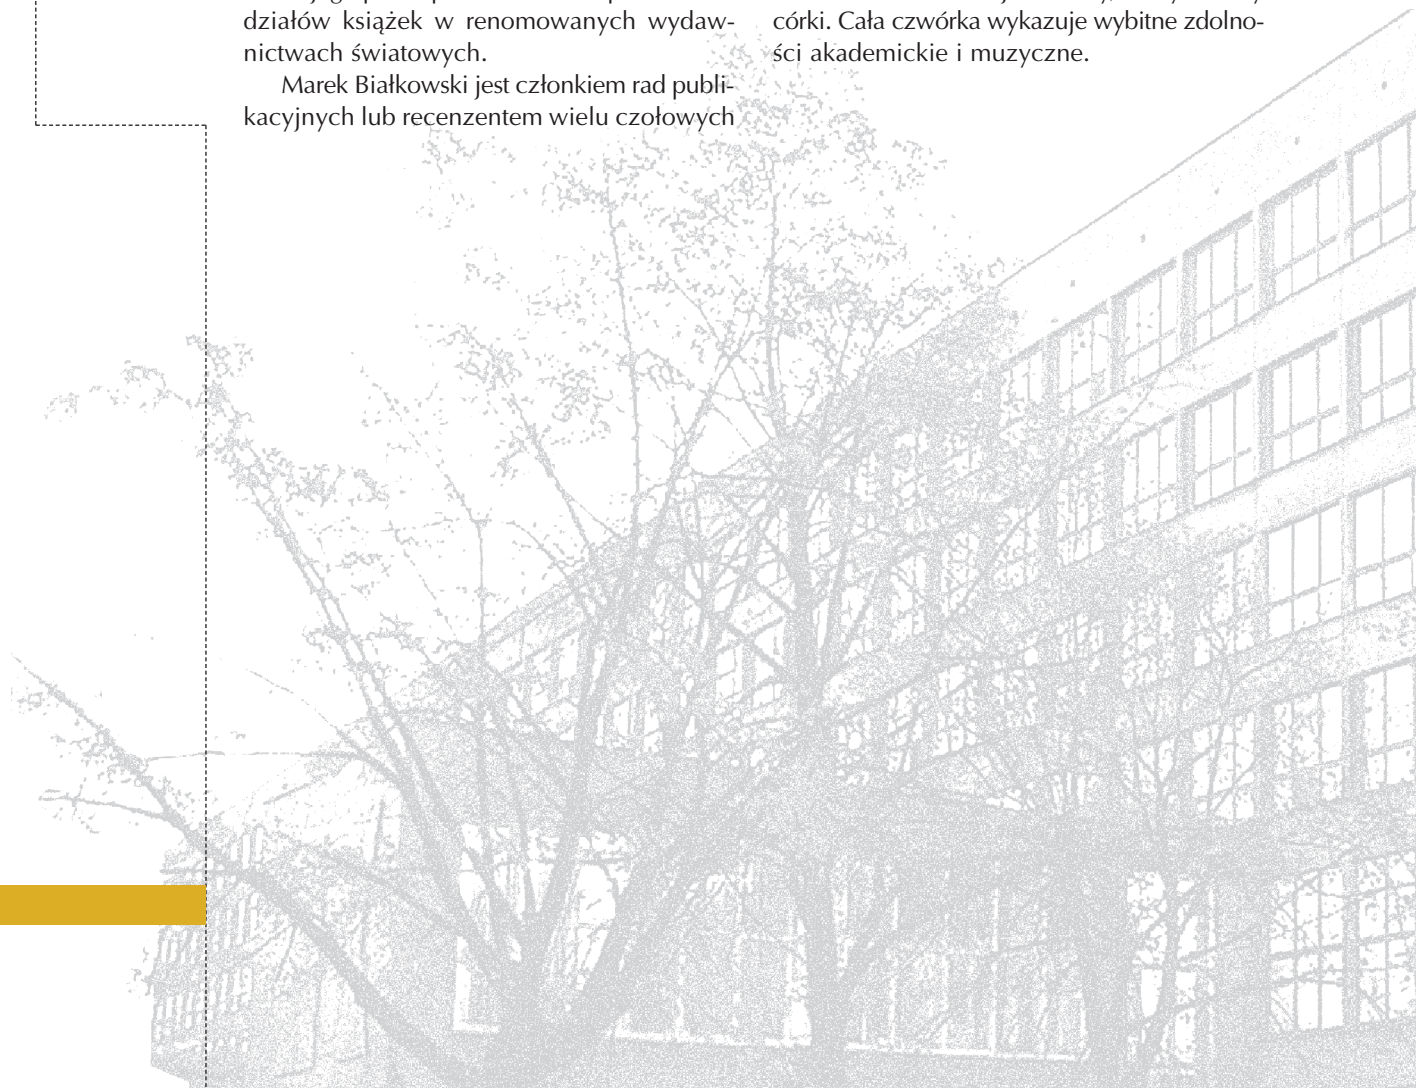 działów książek w renomowanych wydaw-
nictwach światowych.
Marek Białkowski jest członkiem rad publi-
kacyjnych lub recenzentem wielu czołowych
córki. Cała czwórka wykazuje wybitne zdolno-
ści akademickie i muzyczne.